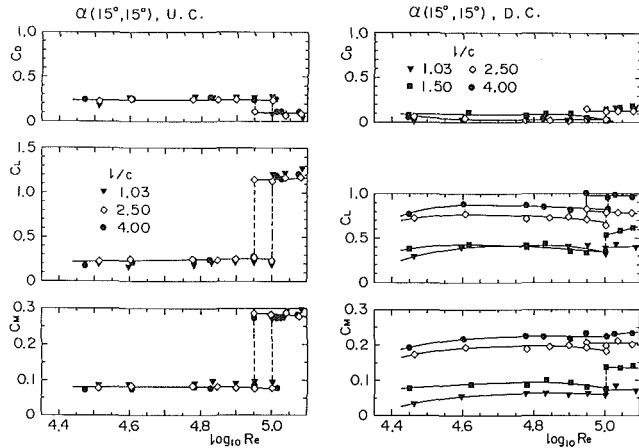 α(15°,15°), U.C.
C_D
0.5
0
C_L
1.5
1.0
0.5
0
l/c
▼ 1.03
◇ 2.50
● 4.00
C_M
0.3
0.2
0.1
0
4.4 4.6 4.8 5.0
log₁₀ Re
α(15°,15°), D.C.
C_D
0.5
0
l/c
▼ 1.03 ◇ 2.50
■ 1.50 ● 4.00
C_L
1.0
0.5
0
C_M
0.3
0.2
0.1
0
4.4 4.6 4.8 5.0
log₁₀ Re